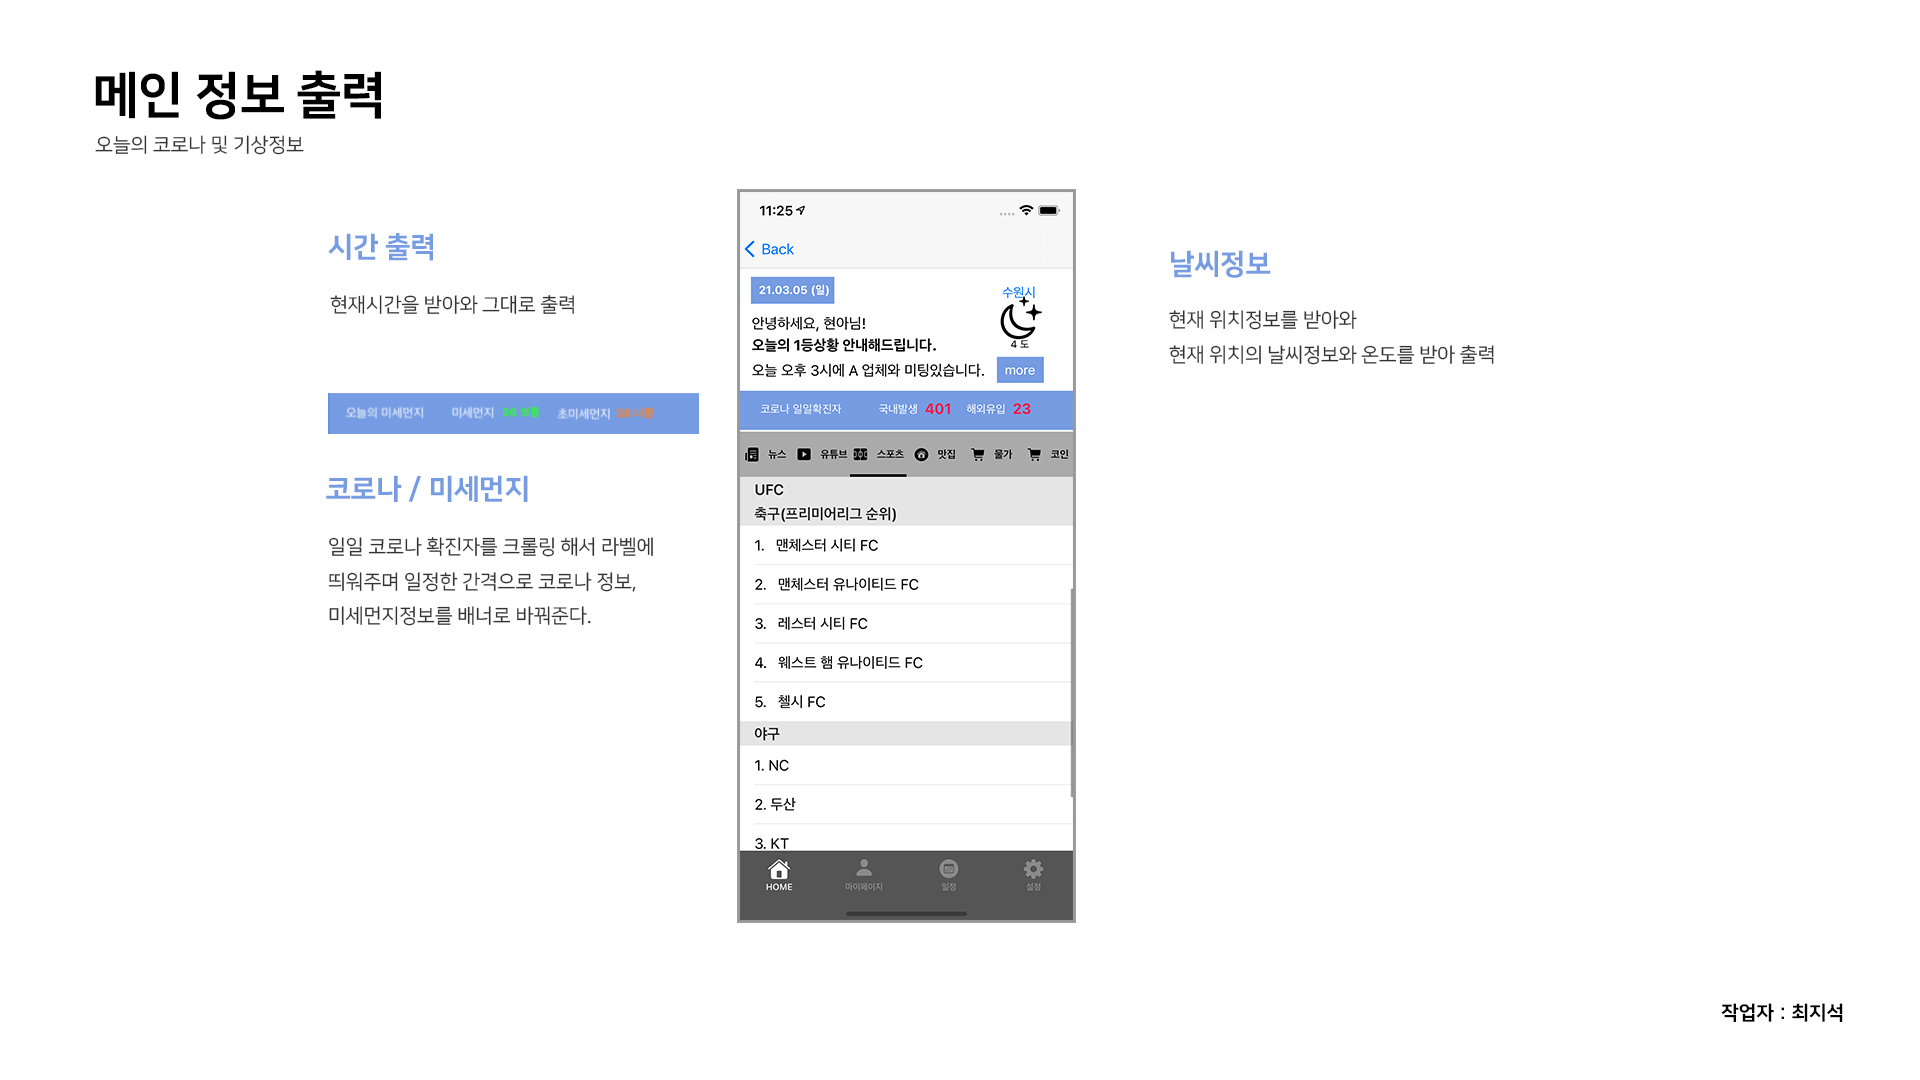 메인 정보 출력
오늘의 코로나 및 기상정보
시간 출력
현재시간을 받아와 그대로 출력
오늘의 미세먼지 미세먼지 초미세먼지
코로나 / 미세먼지
일일 코로나 확진자를 크롤링 해서 라벨에
띄워주며 일정한 간격으로 코로나 정보,
미세먼지정보를 배너로 바꿔준다.
11:25
Back
21.03.05 (일)
수원시
안녕하세요, 현아님!
오늘의 1등상황 안내해드립니다.
4 도
오늘 오후 3시에 A 업체와 미팅있습니다.
more
코로나 일일확진자 국내발생 401 해외유입 23
뉴스 유튜브 스포츠 맛집 물가 코인
UFC
축구(프리미어리그 순위)
1. 맨체스터 시티 FC
2. 맨체스터 유나이티드 FC
3. 레스터 시티 FC
4. 웨스트 햄 유나이티드 FC
5. 첼시 FC
야구
1. NC
2. 두산
3. KT
HOME 마이페이지 일정 설정
날씨정보
현재 위치정보를 받아와
현재 위치의 날씨정보와 온도를 받아 출력
작업자 : 최지석